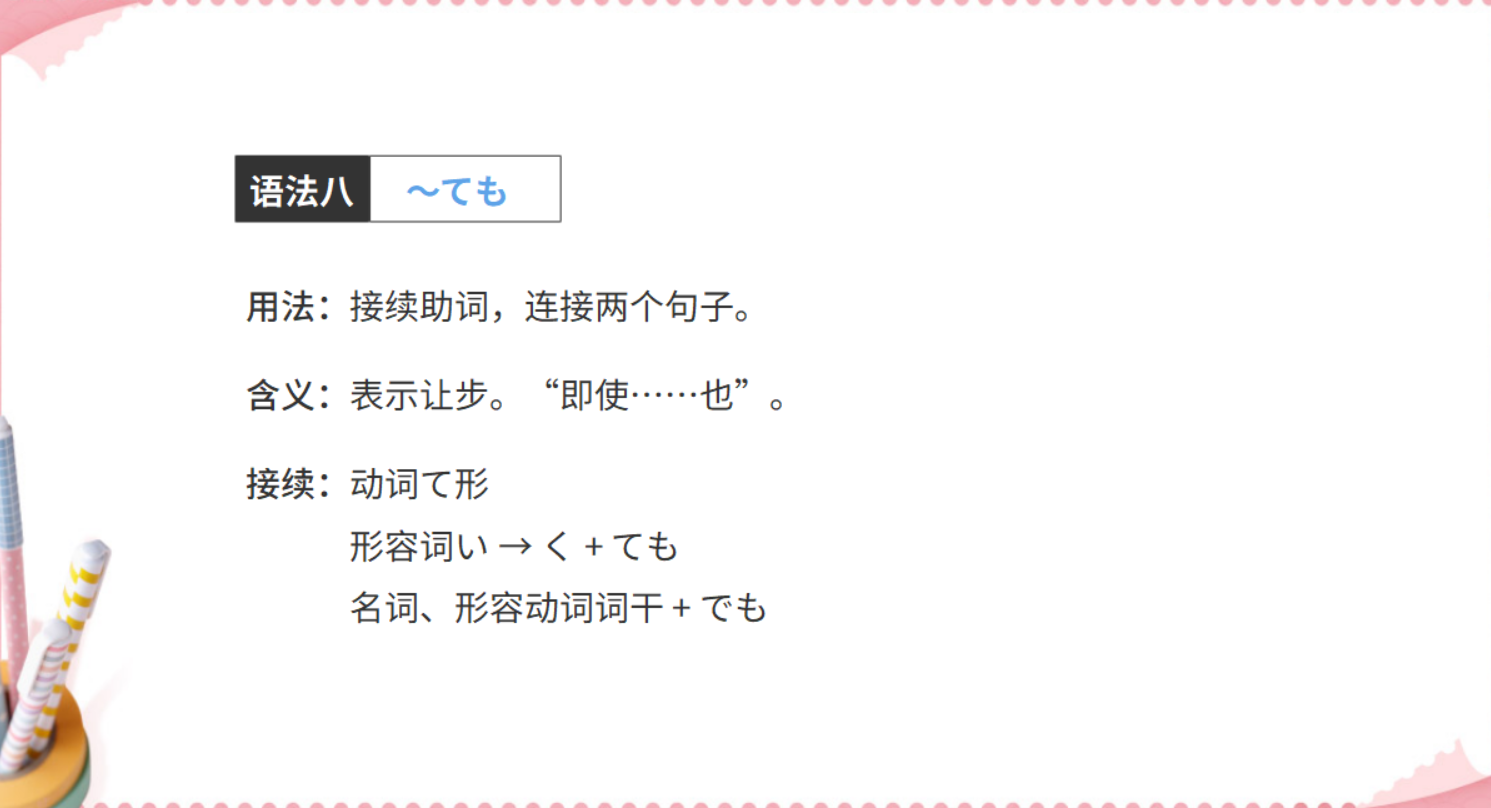 语法八 ～ても
用法：接续助词，连接两个句子。
含义：表示让步。“即使……也”。
接续：动词て形
形容词い → く + ても
名词、形容动词词干 + でも